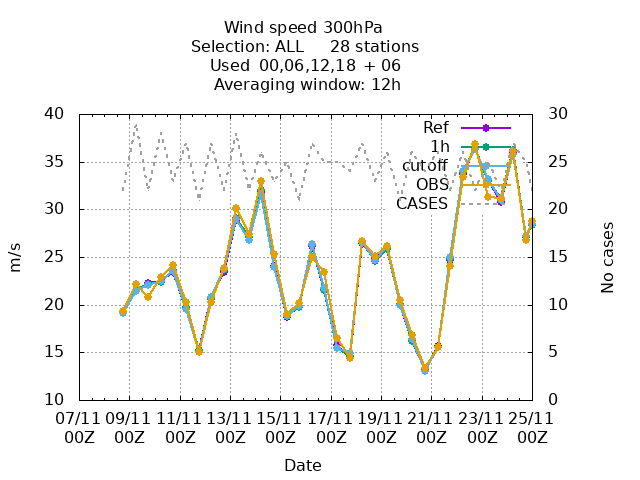 Wind speed 300hPa
Selection: ALL 28 stations
Used 00,06,12,18 + 06
Averaging window: 12h
40 30
Ref
1h
35 25
cutoff
OBS
CASES
30 20
25 15
m/s
No cases
20 10
15 5
10 0
07/11 09/11 11/11 13/11 15/11 17/11 19/11 21/11 23/11 25/11
00Z 00Z 00Z 00Z 00Z 00Z 00Z 00Z 00Z 00Z
Date